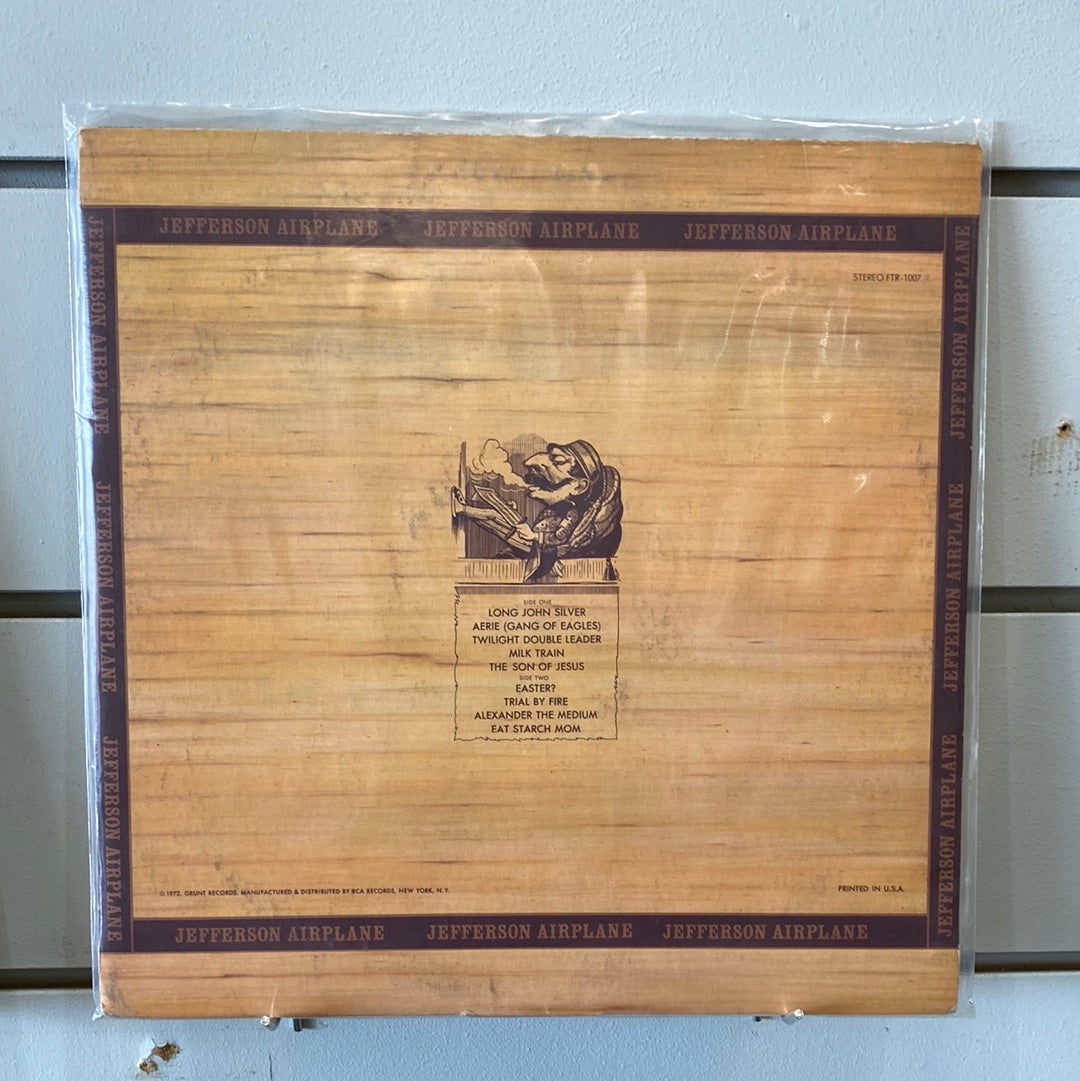 JEFFERSON AIRPLANE JEFFERSON AIRPLANE JEFFERSON AIRPLANE
STEREO FTR-1007
JEFFERSON AIRPLANE JEFFERSON AIRPLANE JEFFERSON AIRPLANE
JEFFERSON AIRPLANE JEFFERSON AIRPLANE JEFFERSON AIRPLANE
SIDE ONE
LONG JOHN SILVER
AERIE (GANG OF EAGLES)
TWILIGHT DOUBLE LEADER
MILK TRAIN
THE SON OF JESUS
SIDE TWO
EASTER?
TRIAL BY FIRE
ALEXANDER THE MEDIUM
EAT STARCH MOM
© 1972, GRUNT RECORDS. MANUFACTURED & DISTRIBUTED BY RCA RECORDS, NEW YORK, N.Y.
PRINTED IN U.S.A.
JEFFERSON AIRPLANE JEFFERSON AIRPLANE JEFFERSON AIRPLANE